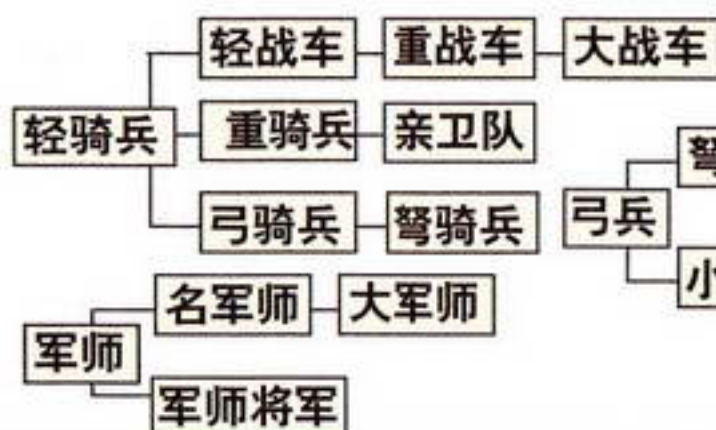 轻战车 重战车 大战车
轻骑兵 重骑兵 亲卫队
弓骑兵 弩骑兵 弓兵
名军师 大军师
军师
军师将军